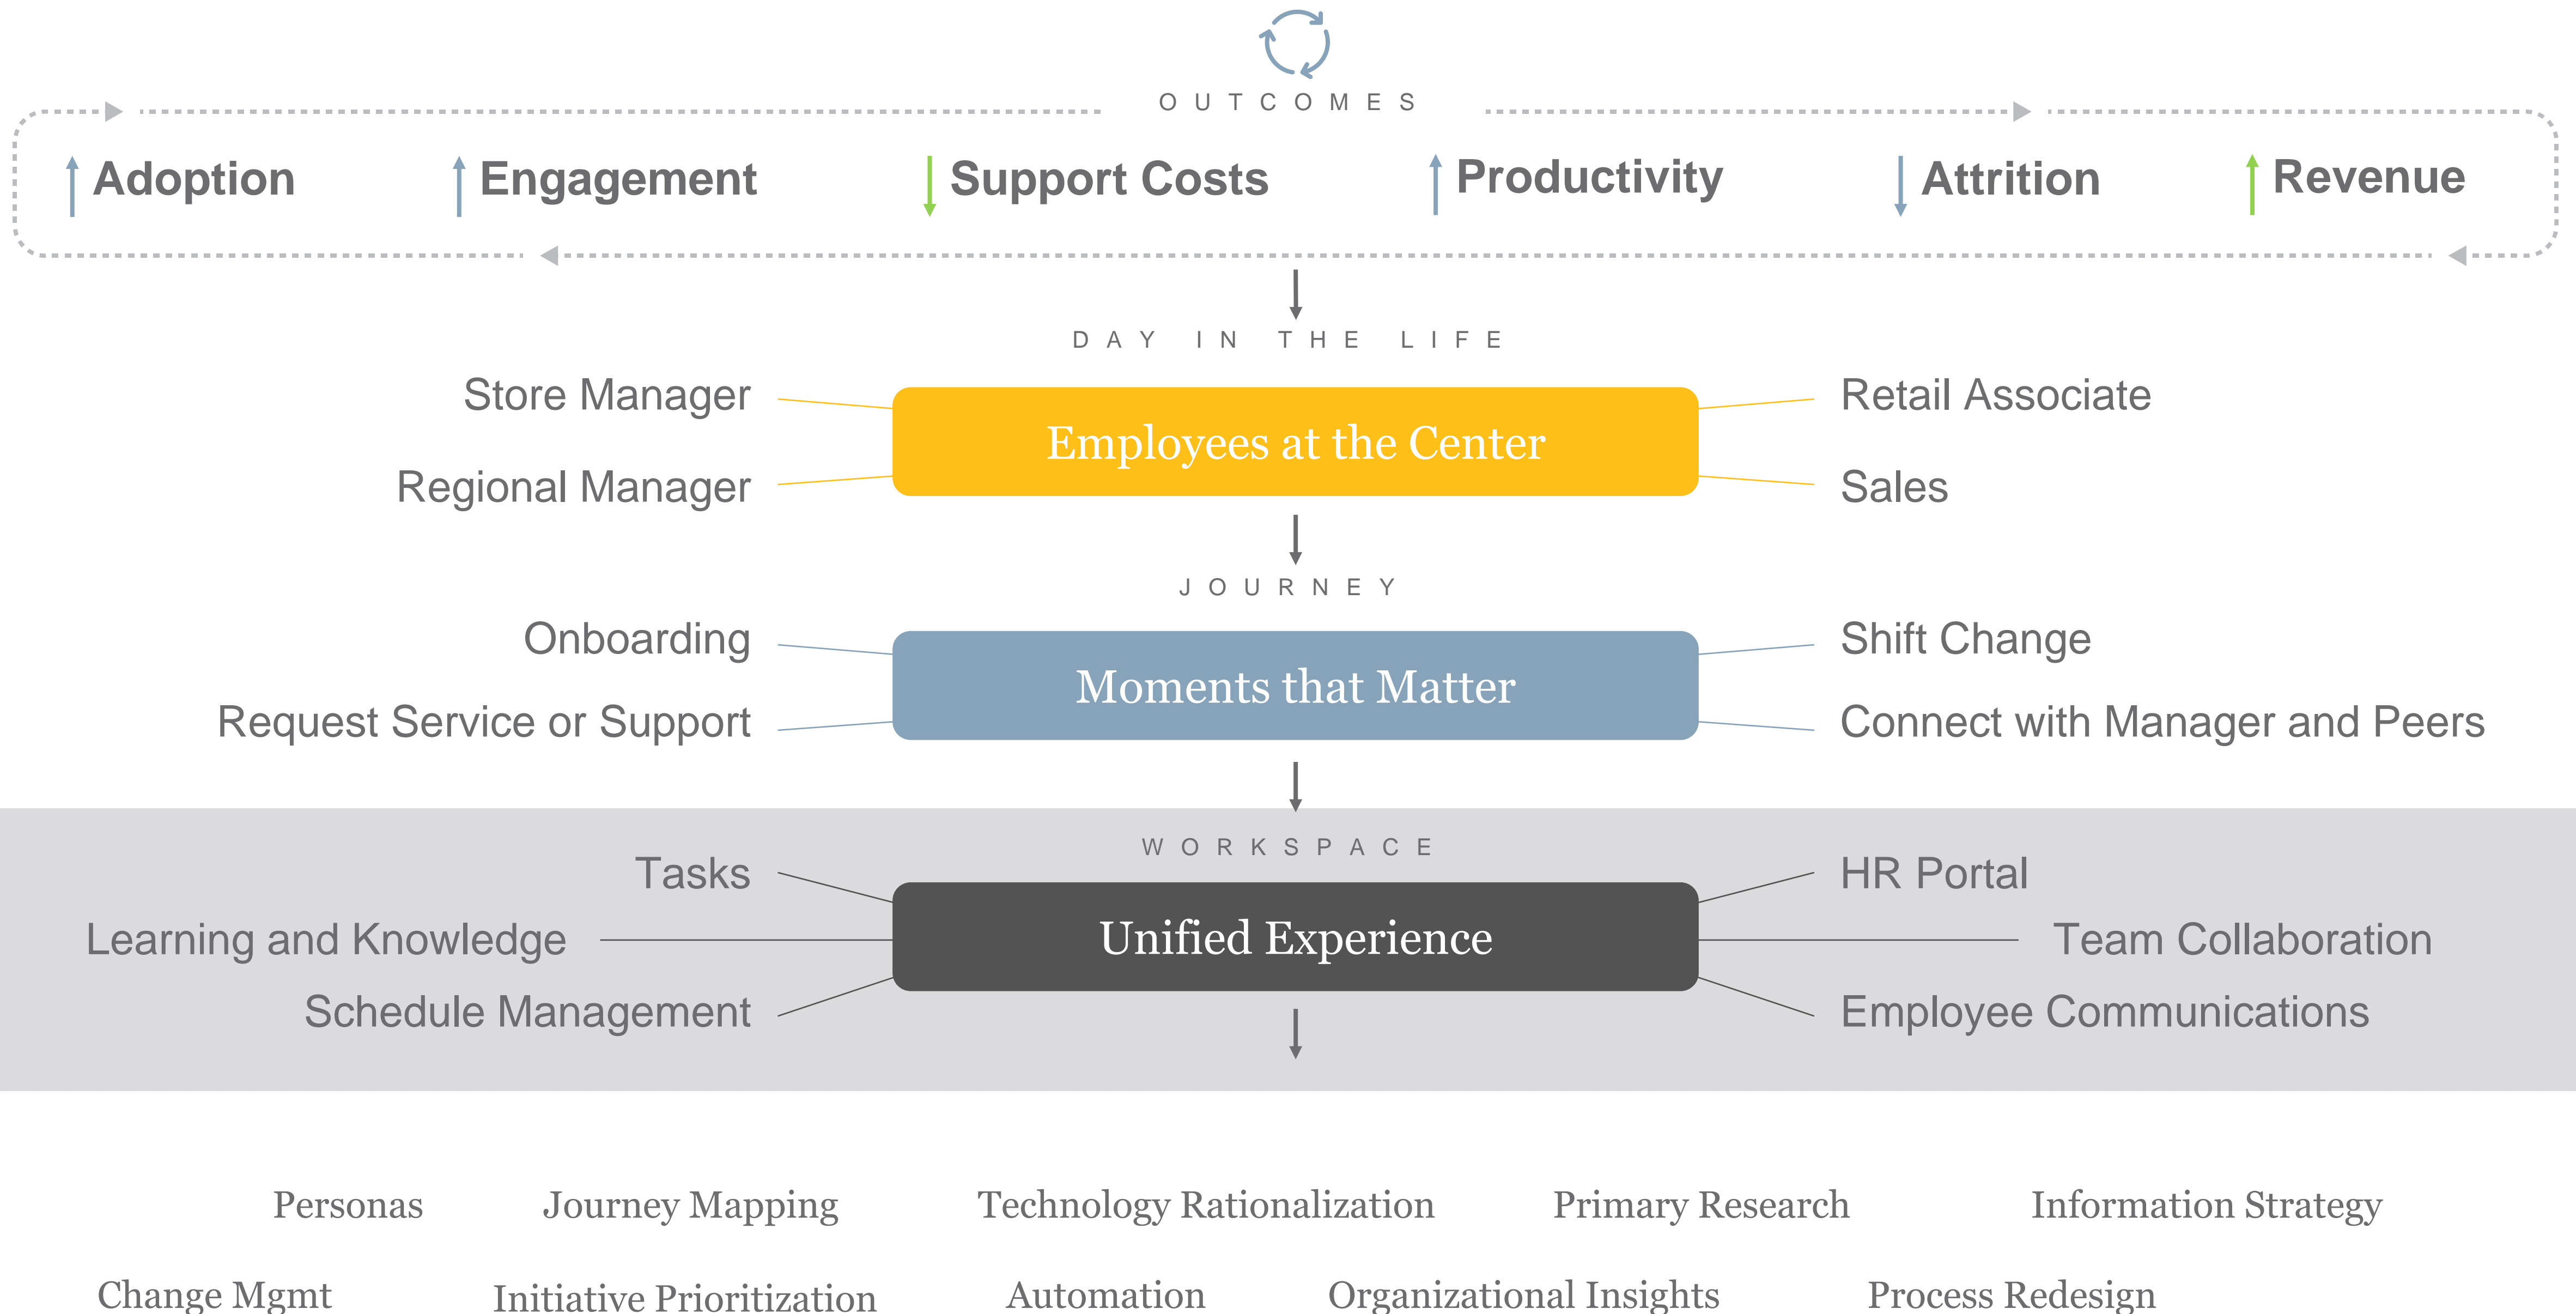 OUTCOMES
Adoption
Engagement
Support Costs
Productivity
Attrition
Revenue
DAY IN THE LIFE
Store Manager
Retail Associate
Employees at the Center
Regional Manager
Sales
JOURNEY
Onboarding
Shift Change
Moments that Matter
Request Service or Support
Connect with Manager and Peers
WORKSPACE
Tasks
HR Portal
Learning and Knowledge
Unified Experience
Team Collaboration
Schedule Management
Employee Communications
Personas
Journey Mapping
Technology Rationalization
Primary Research
Information Strategy
Change Mgmt
Initiative Prioritization
Automation
Organizational Insights
Process Redesign